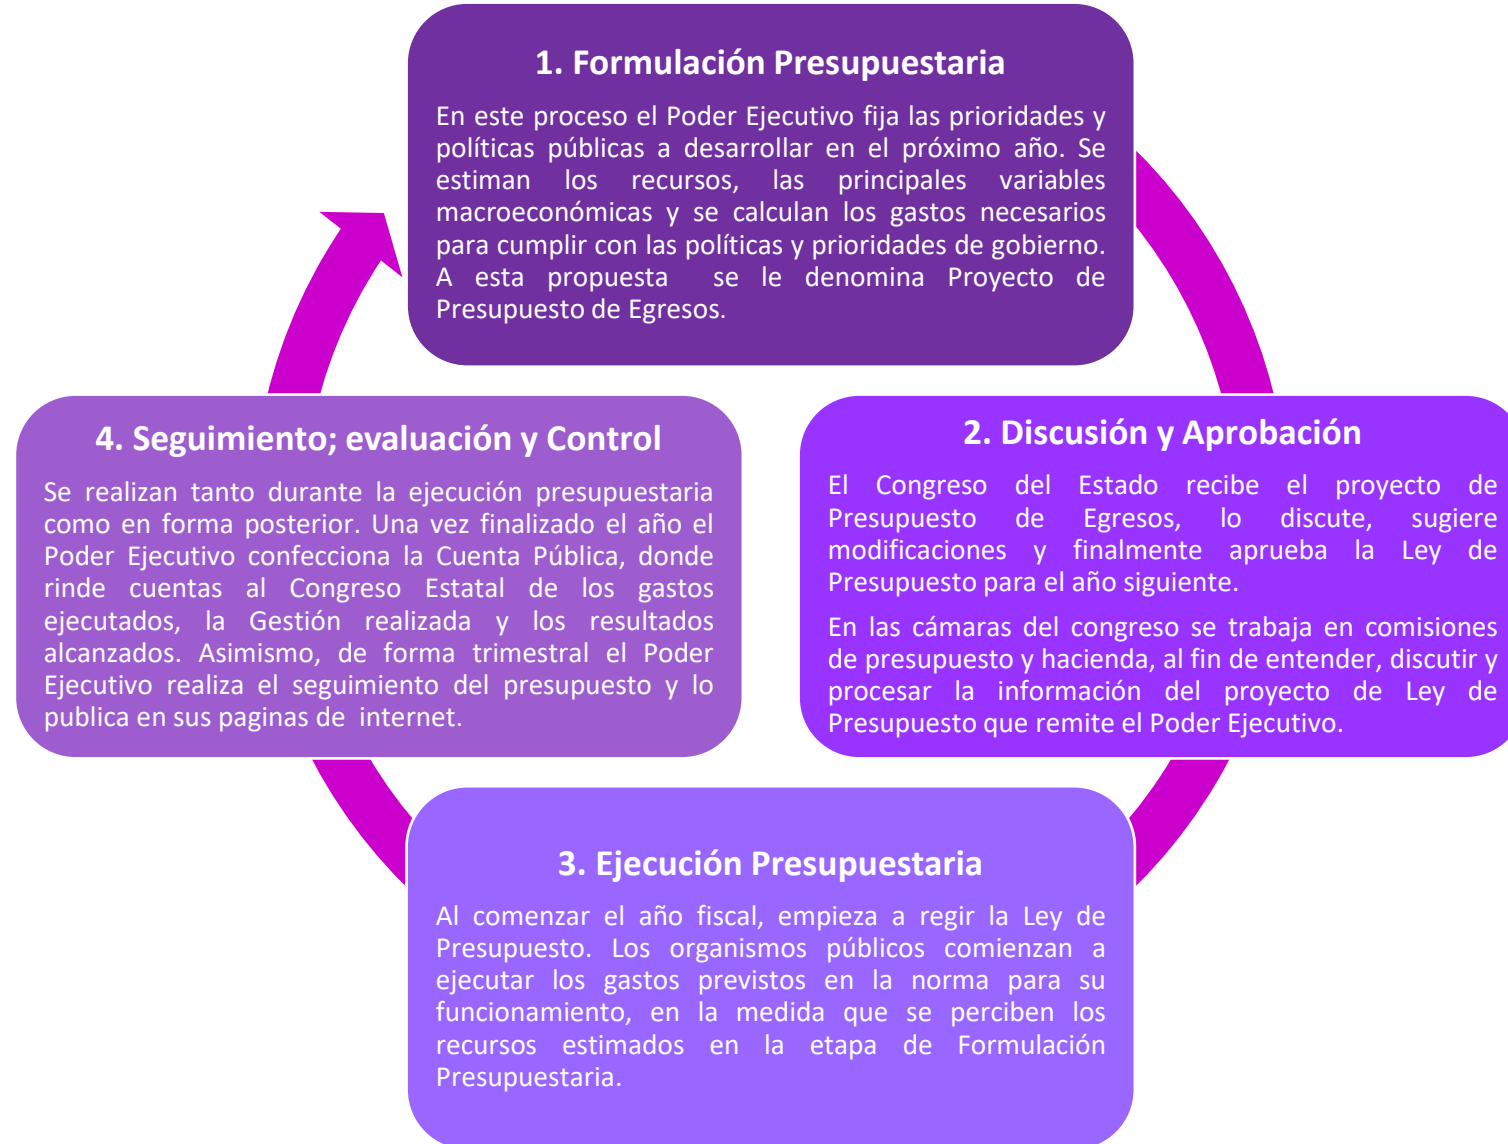 1. Formulación Presupuestaria
En este proceso el Poder Ejecutivo fija las prioridades y
políticas públicas a desarrollar en el próximo año. Se
estiman los recursos, las principales variables
macroeconómicas y se calculan los gastos necesarios
para cumplir con las políticas y prioridades de gobierno.
A esta propuesta se le denomina Proyecto de
Presupuesto de Egresos.
2. Discusión y Aprobación
El Congreso del Estado recibe el proyecto de
Presupuesto de Egresos, lo discute, sugiere
modificaciones y finalmente aprueba la Ley de
Presupuesto para el año siguiente.
En las cámaras del congreso se trabaja en comisiones
de presupuesto y hacienda, al fin de entender, discutir y
procesar la información del proyecto de Ley de
Presupuesto que remite el Poder Ejecutivo.
3. Ejecución Presupuestaria
Al comenzar el año fiscal, empieza a regir la Ley de
Presupuesto. Los organismos públicos comienzan a
ejecutar los gastos previstos en la norma para su
funcionamiento, en la medida que se perciben los
recursos estimados en la etapa de Formulación
Presupuestaria.
4. Seguimiento; evaluación y Control
Se realizan tanto durante la ejecución presupuestaria
como en forma posterior. Una vez finalizado el año el
Poder Ejecutivo confecciona la Cuenta Pública, donde
rinde cuentas al Congreso Estatal de los gastos
ejecutados, la Gestión realizada y los resultados
alcanzados. Asimismo, de forma trimestral el Poder
Ejecutivo realiza el seguimiento del presupuesto y lo
publica en sus paginas de internet.